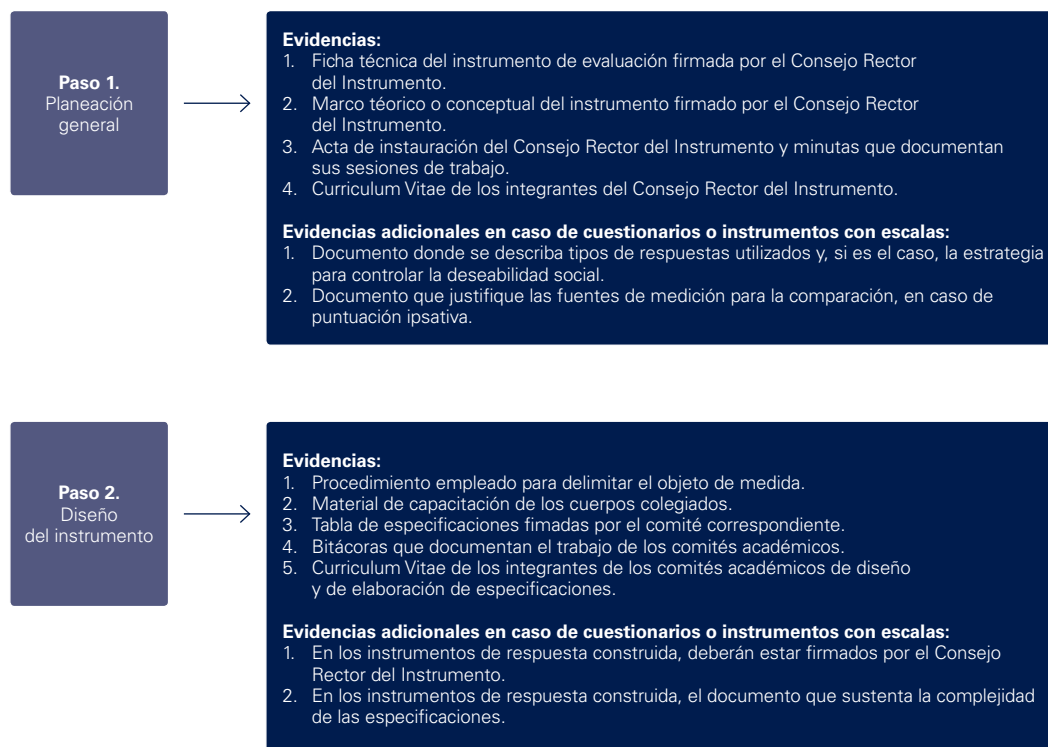 Paso 1.
Planeación
general
Evidencias:
1. Ficha técnica del instrumento de evaluación firmada por el Consejo Rector
del Instrumento.
2. Marco téorico o conceptual del instrumento firmado por el Consejo Rector
del Instrumento.
3. Acta de instauración del Consejo Rector del Instrumento y minutas que documentan
sus sesiones de trabajo.
4. Curriculum Vitae de los integrantes del Consejo Rector del Instrumento.
Evidencias adicionales en caso de cuestionarios o instrumentos con escalas:
1. Documento donde se describa tipos de respuestas utilizados y, si es el caso, la estrategia
para controlar la deseabilidad social.
2. Documento que justifique las fuentes de medición para la comparación, en caso de
puntuación ipsativa.
Paso 2.
Diseño
del instrumento
Evidencias:
1. Procedimiento empleado para delimitar el objeto de medida.
2. Material de capacitación de los cuerpos colegiados.
3. Tabla de especificaciones fimadas por el comité correspondiente.
4. Bitácoras que documentan el trabajo de los comités académicos.
5. Curriculum Vitae de los integrantes de los comités académicos de diseño
y de elaboración de especificaciones.
Evidencias adicionales en caso de cuestionarios o instrumentos con escalas:
1. En los instrumentos de respuesta construida, deberán estar firmados por el Consejo
Rector del Instrumento.
2. En los instrumentos de respuesta construida, el documento que sustenta la complejidad
de las especificaciones.